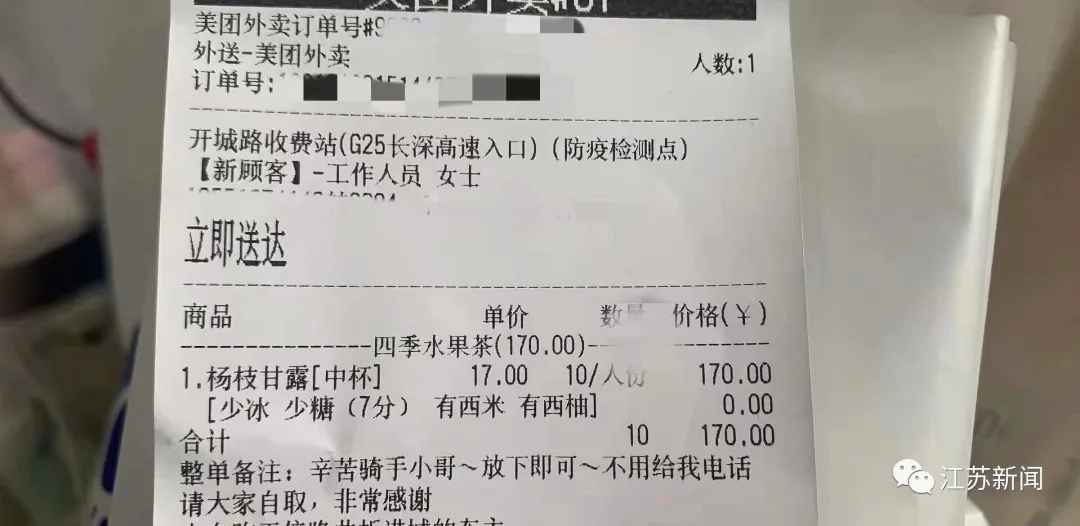 美团外卖订单号#9
外送-美团外卖
人数:1
订单号:
开城路收费站(G25长深高速入口)(防疫检测点)
【新顾客】-工作人员 女士
立即送达
商品 单价 数量 价格(¥)
---------------四季水果茶(170.00)---------------
1.杨枝甘露[中杯] 17.00 10/人份 170.00
[少冰 少糖（7分） 有西米 有西柚] 0.00
合计 10 170.00
整单备注：辛苦骑手小哥～放下即可～不用给我电话
请大家自取，非常感谢
江苏新闻